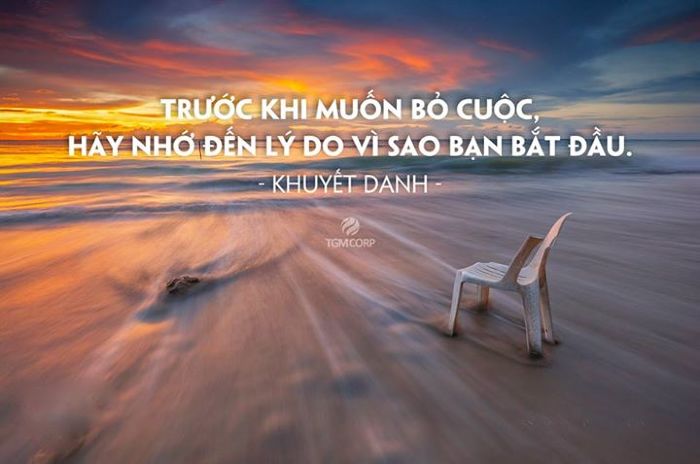 TRƯỚC KHI MUỐN BỎ CUỘC,
HÃY NHỚ ĐẾN LÝ DO VÌ SAO BẠN BẮT ĐẦU.
- KHUYẾT DANH -
TGM CORP